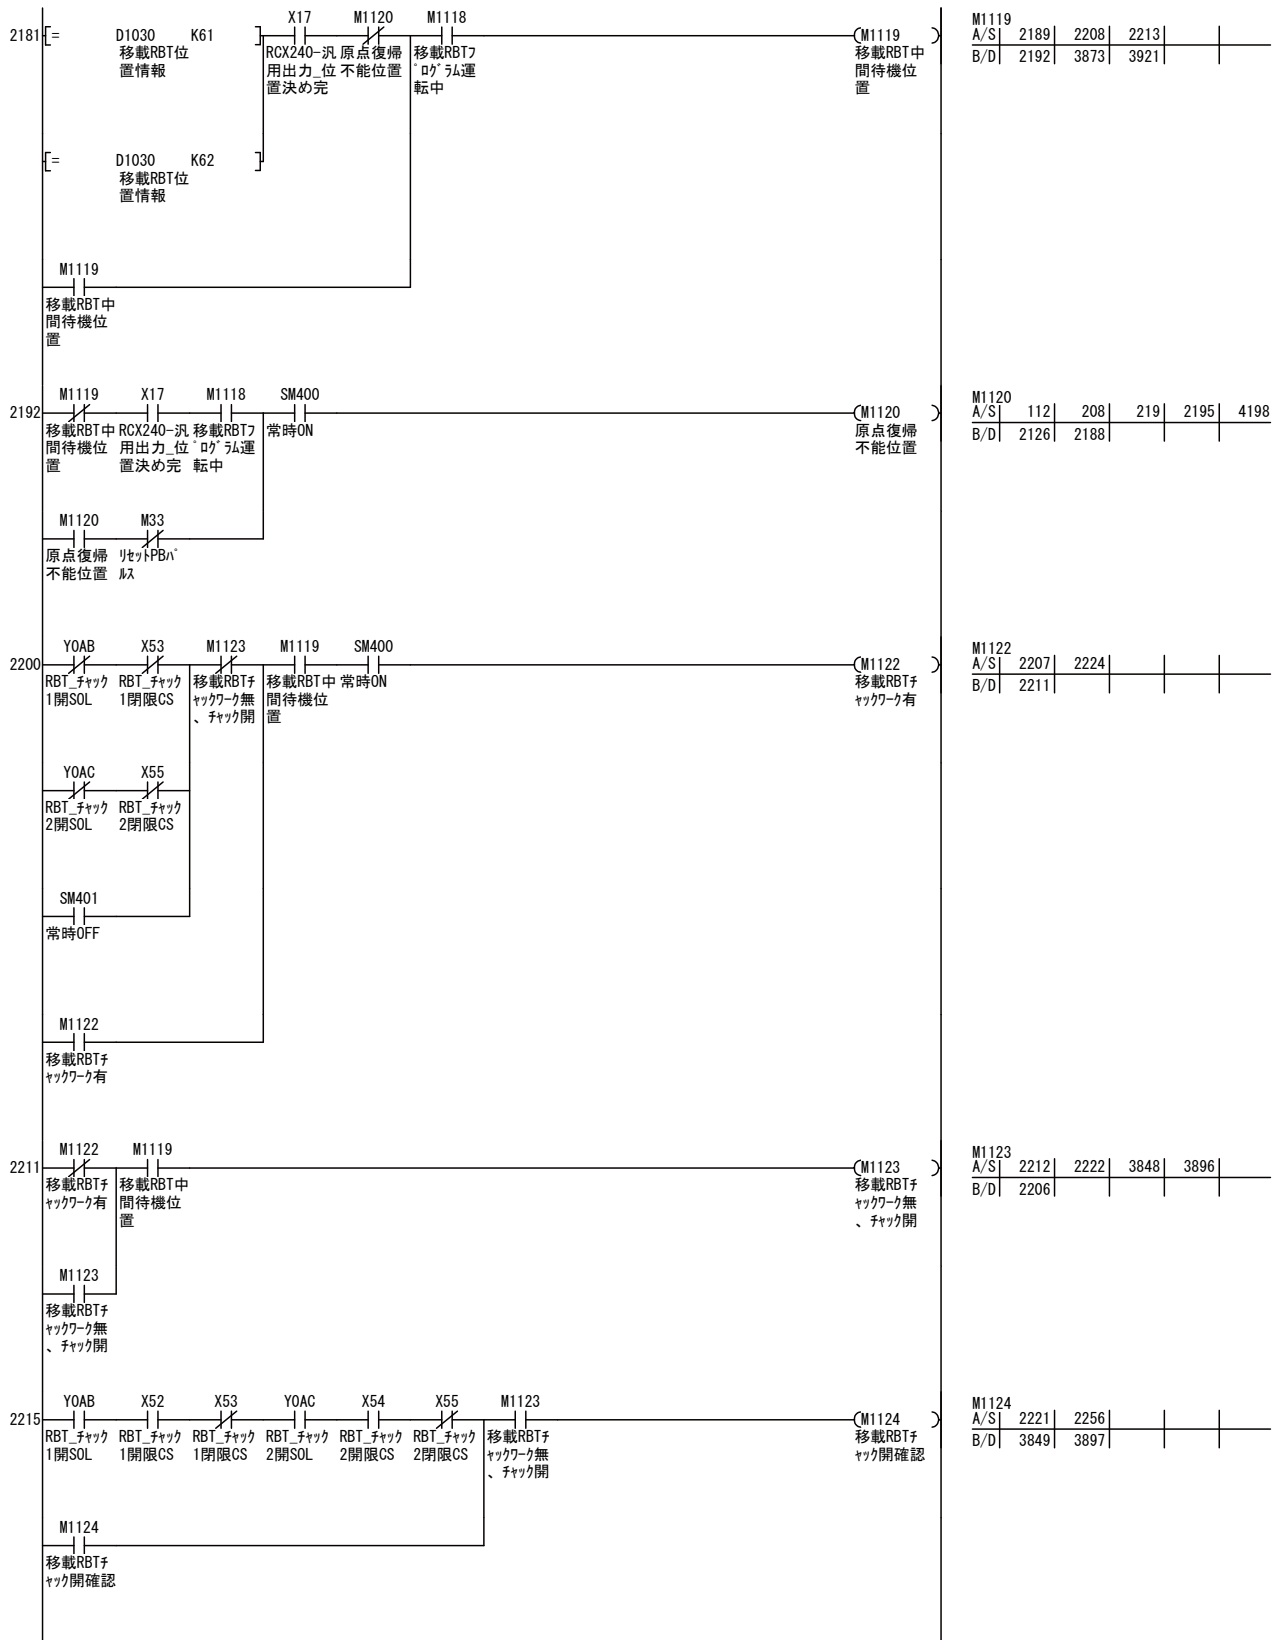 X17 M1120 M1118
2181 = D1030 K61 M1119
移載RBT位 RCX240-汎 原点復帰 移載RBTﾌ 移載RBT中
置情報 用出力_位 不能位置 ﾟﾛｸﾞﾗﾑ運 間待機位
置決め完 転中 置
M1119
A/S 2189 2208 2213
B/D 2192 3873 3921
= D1030 K62
移載RBT位
置情報
M1119
移載RBT中
間待機位
置
M1119 X17 M1118 SM400
2192 M1120
移載RBT中 RCX240-汎 移載RBTﾌ 常時ON 原点復帰
間待機位 用出力_位 ﾟﾛｸﾞﾗﾑ運 不能位置
置 置決め完 転中
M1120
A/S 112 208 219 2195 4198
B/D 2126 2188
M1120 M33
原点復帰 ﾘｾｯﾄPBﾊﾟ
不能位置 ﾙｽ
Y0AB X53 M1123 M1119 SM400
2200 M1122
RBT_ﾁｬｯｸ RBT_ﾁｬｯｸ 移載RBTﾁ 移載RBT中 常時ON 移載RBTﾁ
1開SOL 1閉限CS ｬｯｸﾜｰｸ無 間待機位 ｬｯｸﾜｰｸ有
、ﾁｬｯｸ開 置
M1122
A/S 2207 2224
B/D 2211
Y0AC X55
RBT_ﾁｬｯｸ RBT_ﾁｬｯｸ
2開SOL 2閉限CS
SM401
常時OFF
M1122
移載RBTﾁ
ｬｯｸﾜｰｸ有
M1122 M1119
2211 M1123
移載RBTﾁ 移載RBT中 移載RBTﾁ
ｬｯｸﾜｰｸ有 間待機位 ｬｯｸﾜｰｸ無
置 、ﾁｬｯｸ開
M1123
A/S 2212 2222 3848 3896
B/D 2206
M1123
移載RBTﾁ
ｬｯｸﾜｰｸ無
、ﾁｬｯｸ開
Y0AB X52 X53 Y0AC X54 X55 M1123
2215 M1124
RBT_ﾁｬｯｸ RBT_ﾁｬｯｸ RBT_ﾁｬｯｸ RBT_ﾁｬｯｸ RBT_ﾁｬｯｸ RBT_ﾁｬｯｸ 移載RBTﾁ 移載RBTﾁ
1開SOL 1開限CS 1閉限CS 2開SOL 2開限CS 2閉限CS ｬｯｸﾜｰｸ無 ｬｯｸ開確認
、ﾁｬｯｸ開
M1124
A/S 2221 2256
B/D 3849 3897
M1124
移載RBTﾁ
ｬｯｸ開確認